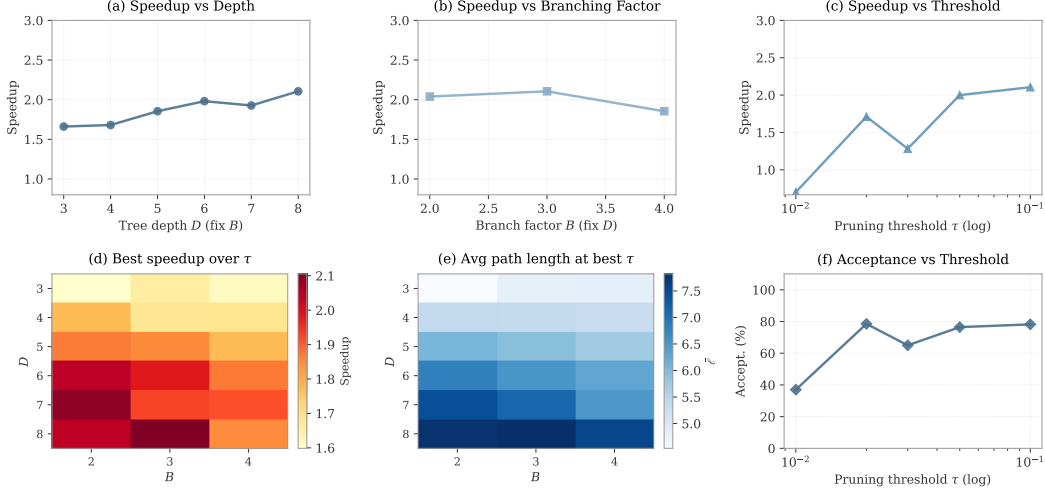 (a) Speedup vs Depth
3.0
2.5
2.0
1.5
1.0
Speedup
3 4 5 6 7 8
Tree depth D (fix B)
(b) Speedup vs Branching Factor
3.0
2.5
2.0
1.5
1.0
Speedup
2.0 2.5 3.0 3.5 4.0
Branch factor B (fix D)
(c) Speedup vs Threshold
3.0
2.5
2.0
1.5
1.0
Speedup
10⁻² 10⁻¹
Pruning threshold τ (log)
(d) Best speedup over τ
3
4
5
6
7
8
D
2 3 4
B
2.1
2.0
1.9
1.8
1.7
1.6
Speedup
(e) Avg path length at best τ
3
4
5
6
7
8
D
2 3 4
B
7.5
7.0
6.5
6.0
5.5
5.0
ℓ̄
(f) Acceptance vs Threshold
100
80
60
40
20
0
Accept. (%)
10⁻² 10⁻¹
Pruning threshold τ (log)